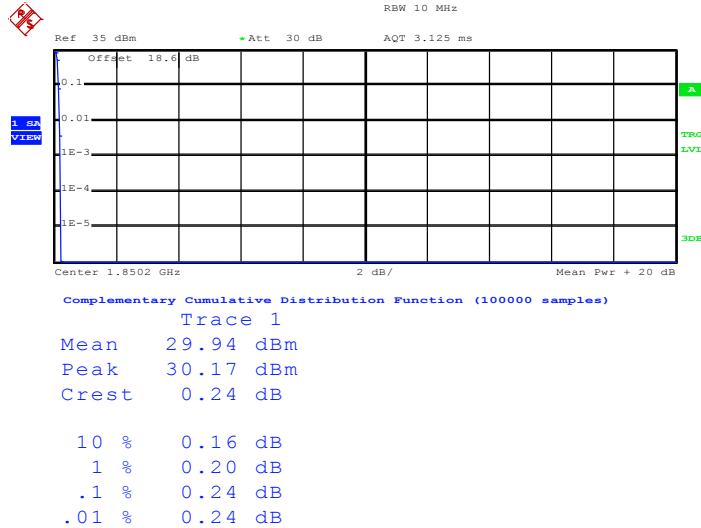 RBW 10 MHz
Ref 35 dBm *Att 30 dB AQT 3.125 ms
Offset 18.6 dB
0.1
A
0.01
1 SA
VIEW
TRG
LVL
1E-3
1E-4
1E-5
3DB
Center 1.8502 GHz 2 dB/ Mean Pwr + 20 dB
Complementary Cumulative Distribution Function (100000 samples)
Trace 1
Mean 29.94 dBm
Peak 30.17 dBm
Crest 0.24 dB
10 % 0.16 dB
1 % 0.20 dB
.1 % 0.24 dB
.01 % 0.24 dB